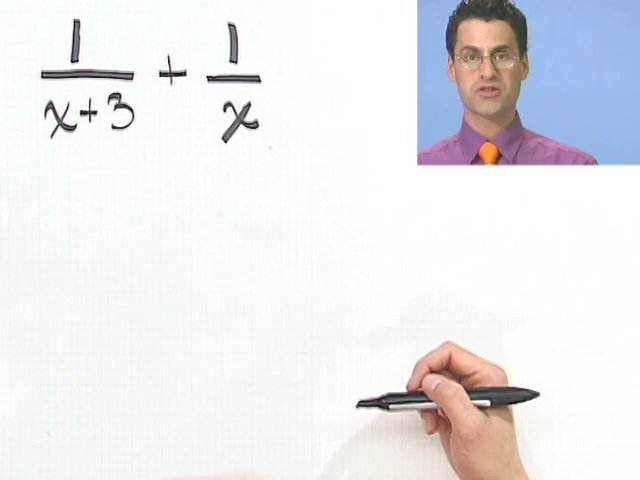 1/(x+3) + 1/x